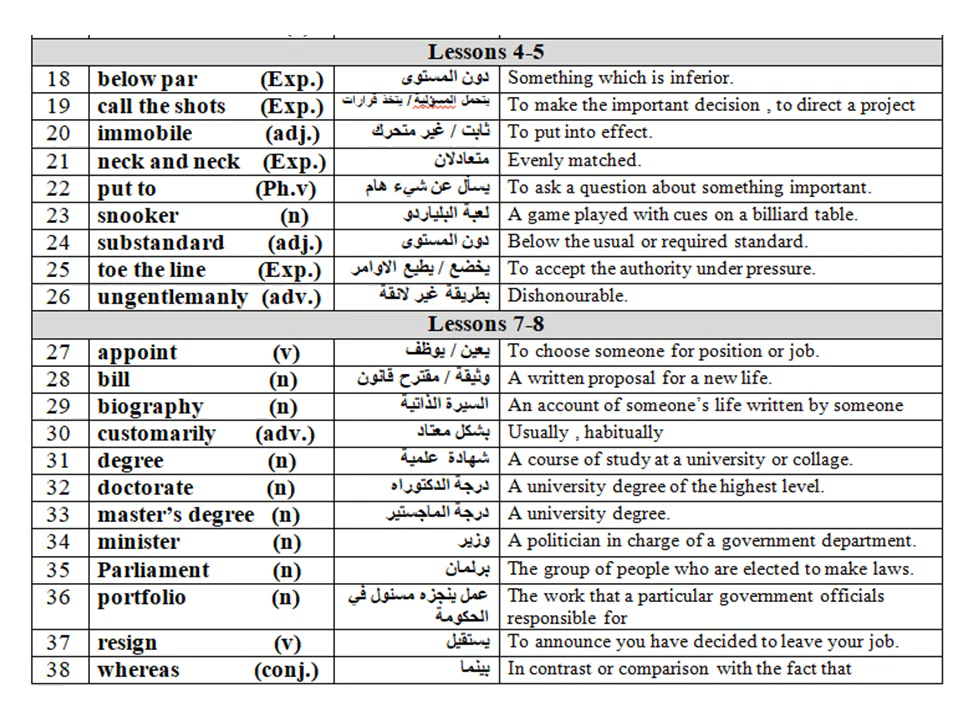 Lessons 4-5
18 below par (Exp.) دون المستوى Something which is inferior.
19 call the shots (Exp.) يتحمل المسؤلية / يتخذ قرارات To make the important decision , to direct a project
20 immobile (adj.) ثابت / غير متحرك To put into effect.
21 neck and neck (Exp.) متعادلان Evenly matched.
22 put to (Ph.v) يسأل عن شيء هام To ask a question about something important.
23 snooker (n) لعبة البلياردو A game played with cues on a billiard table.
24 substandard (adj.) دون المستوى Below the usual or required standard.
25 toe the line (Exp.) يخضع / يطيع الاوامر To accept the authority under pressure.
26 ungentlemanly (adv.) بطريقة غير لائقة Dishonourable.
Lessons 7-8
27 appoint (v) يعين / يوظف To choose someone for position or job.
28 bill (n) وثيقة / مقترح قانون A written proposal for a new life.
29 biography (n) السيرة الذاتية An account of someone’s life written by someone
30 customarily (adv.) بشكل معتاد Usually , habitually
31 degree (n) شهادة علمية A course of study at a university or collage.
32 doctorate (n) درجة الدكتوراه A university degree of the highest level.
33 master’s degree (n) درجة الماجستير A university degree.
34 minister (n) وزير A politician in charge of a government department.
35 Parliament (n) برلمان The group of people who are elected to make laws.
36 portfolio (n) عمل ينجزه مسئول في The work that a particular government officials
الحكومة responsible for
37 resign (v) يستقيل To announce you have decided to leave your job.
38 whereas (conj.) بينما In contrast or comparison with the fact that